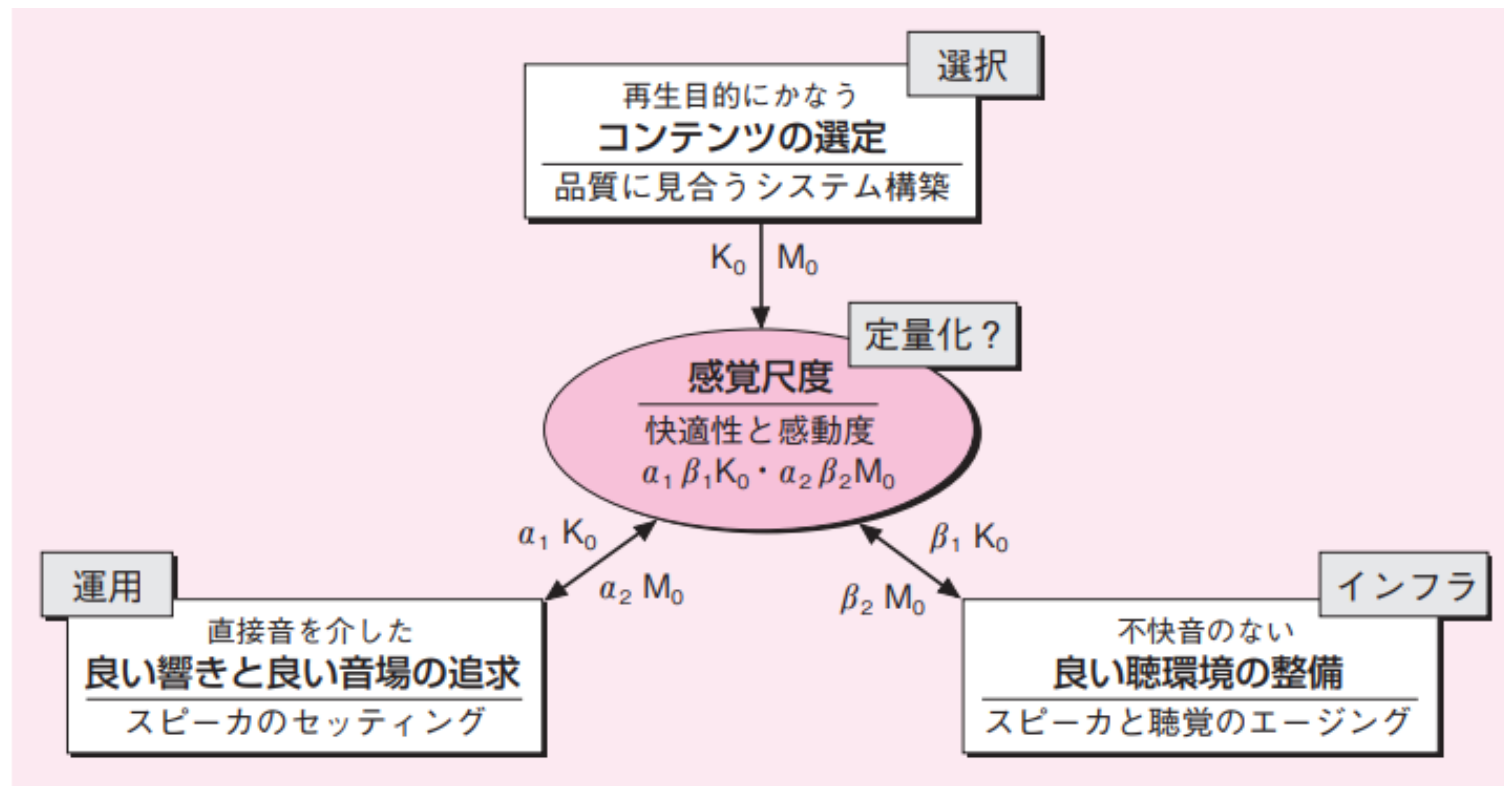 選択
再生目的にかなう
コンテンツの選定
品質に見合うシステム構築
K₀ M₀
定量化？
感覚尺度
快適性と感動度
α₁ β₁K₀・α₂ β₂M₀
α₁ K₀
α₂ M₀
β₁ K₀
β₂ M₀
運用
直接音を介した
良い響きと良い音場の追求
スピーカのセッティング
インフラ
不快音のない
良い聴環境の整備
スピーカと聴覚のエージング